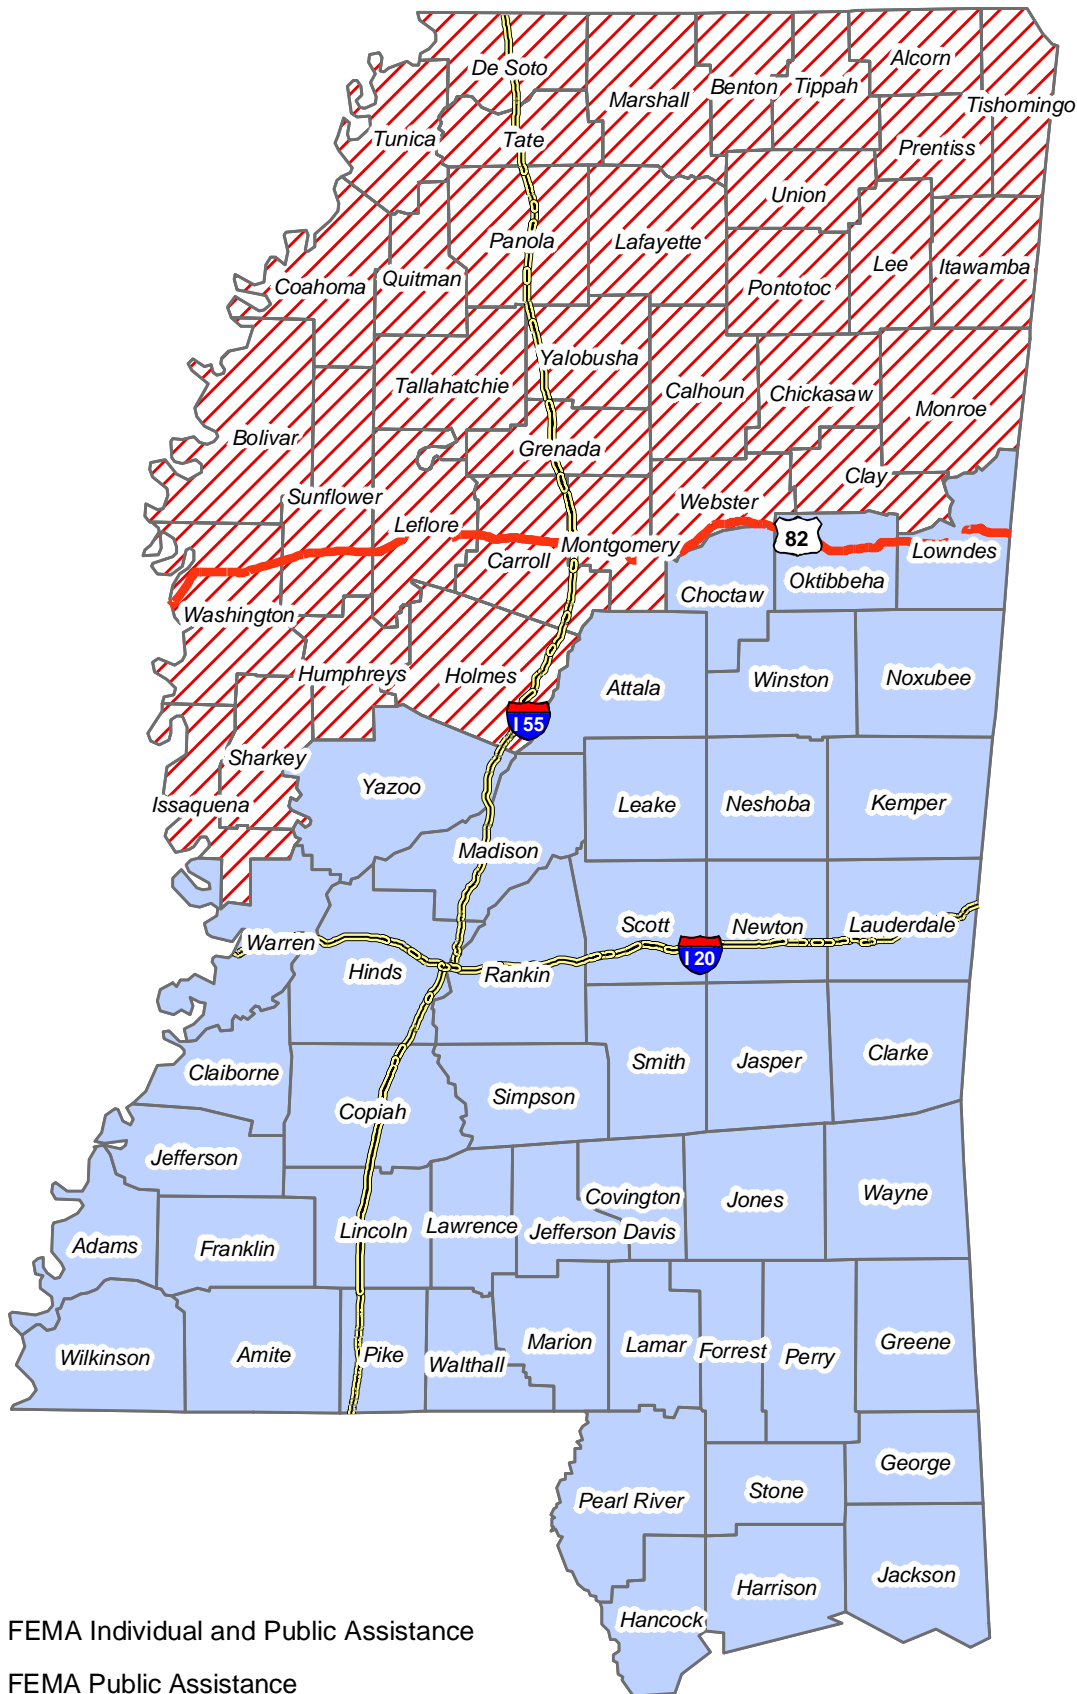 Alcorn
De Soto
Benton
Tippah
Marshall
Tishomingo
Tunica
Tate
Prentiss
Union
Panola
Lafayette
Lee
Itawamba
Coahoma
Quitman
Pontotoc
Yalobusha
Tallahatchie
Calhoun
Chickasaw
Monroe
Bolivar
Grenada
Clay
Sunflower
Webster
Leflore
82
Montgomery
Lowndes
Carroll
Oktibbeha
Choctaw
Washington
Humphreys
Holmes
Attala
Winston
Noxubee
I 55
Sharkey
Yazoo
Issaquena
Leake
Neshoba
Kemper
Madison
Scott
Newton
Lauderdale
Warren
I 20
Hinds
Rankin
Claiborne
Smith
Jasper
Clarke
Simpson
Copiah
Jefferson
Covington
Jones
Wayne
Lincoln
Lawrence
Jefferson Davis
Adams
Franklin
Wilkinson
Amite
Pike
Walthall
Marion
Lamar
Forrest
Perry
Greene
George
Pearl River
Stone
Harrison
Jackson
Hancock
FEMA Individual and Public Assistance
FEMA Public Assistance